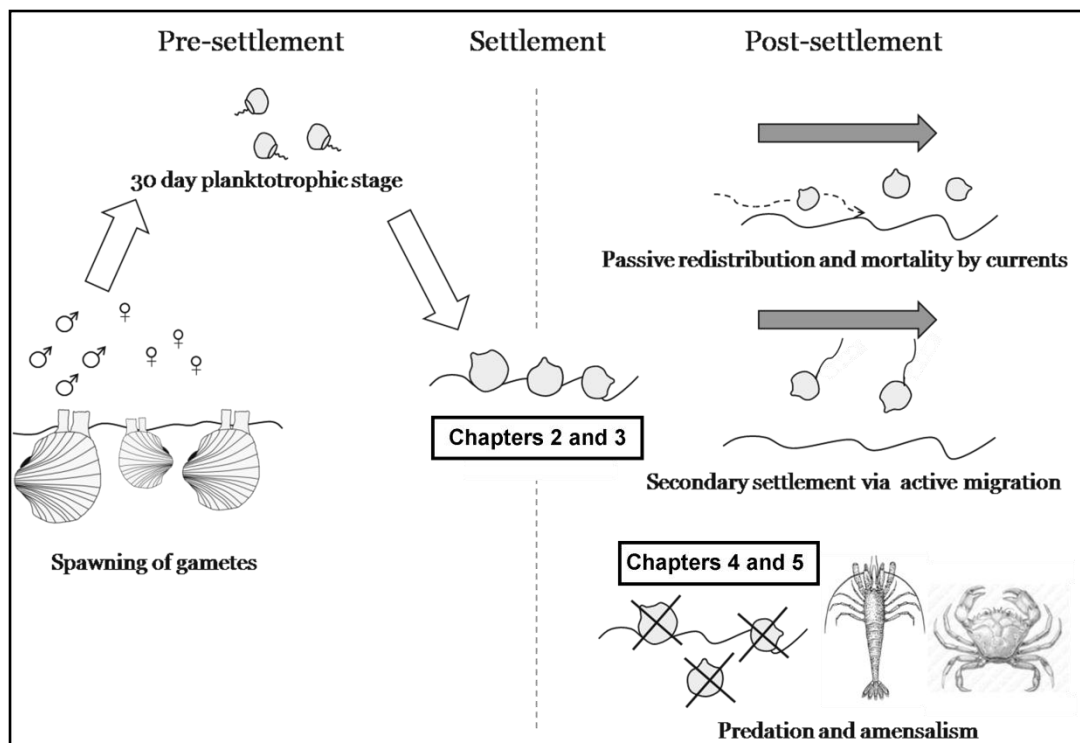 Pre-settlement
Settlement
Post-settlement
30 day planktotrophic stage
Passive redistribution and mortality by currents
Chapters 2 and 3
Secondary settlement via active migration
Spawning of gametes
Chapters 4 and 5
Predation and amensalism